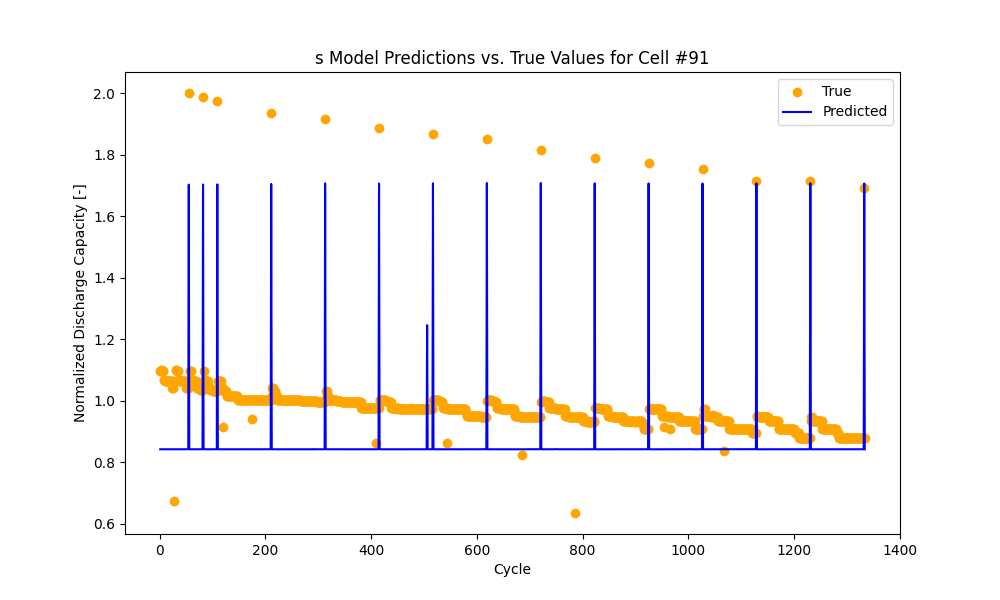 s Model Predictions vs. True Values for Cell #91
True
Predicted
Normalized Discharge Capacity [-]
2.0
1.8
1.6
1.4
1.2
1.0
0.8
0.6
0 200 400 600 800 1000 1200 1400
Cycle